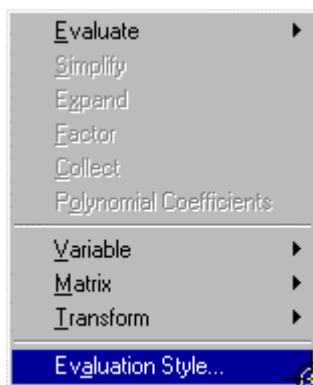 Evaluate
Simplify
Expand
Factor
Collect
Polynomial Coefficients
Variable
Matrix
Transform
Evaluation Style...